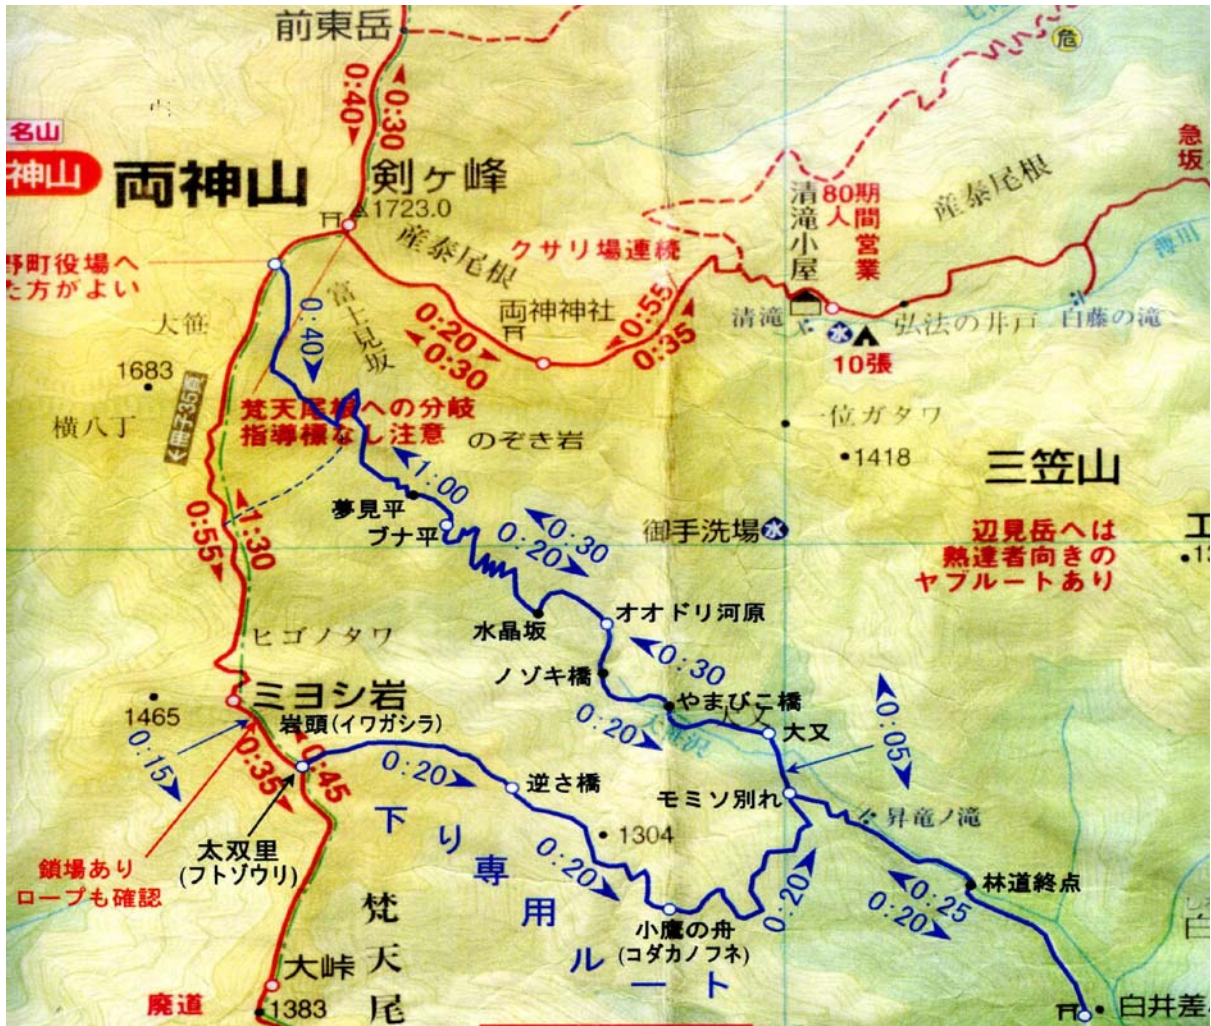 前東岳
危
0:40
0:30
名山
神山
両神山
剣ヶ峰
1723.0
急坂
産泰尾根
清滝小屋
80人
期間営業
産泰尾根
クサリ場連続
薄川
野町役場へ
た方がよい
富士見坂
両神神社
0:55
0:35
清滝
水
弘法の井戸
白藤の滝
大笹
0:40
0:20
0:30
10張
1683
梵天尾根への分岐
指導標なし注意
のぞき岩
横八丁
一位ガタワ
1418
三笠山
1:00
夢見平
ブナ平
0:30
0:20
御手洗場
水
辺見岳へは
熟達者向きの
ヤブルートあり
0:55
1:30
水晶坂
オオドリ河原
ヒゴノタワ
ノゾキ橋
0:30
ミヨシ岩
やまびこ橋
1465
岩頭(イワガシラ)
0:20
大又
0:05
0:15
0:35
0:45
0:20
逆さ橋
モミソ別れ
昇竜ノ滝
1304
太双里
(フトゾウリ)
下り専用ルート
0:20
鎖場あり
ロープも確認
0:20
0:25
0:20
林道終点
小鷹の舟
(コダカノフネ)
梵天尾
大峠
廃道
1383
白井差